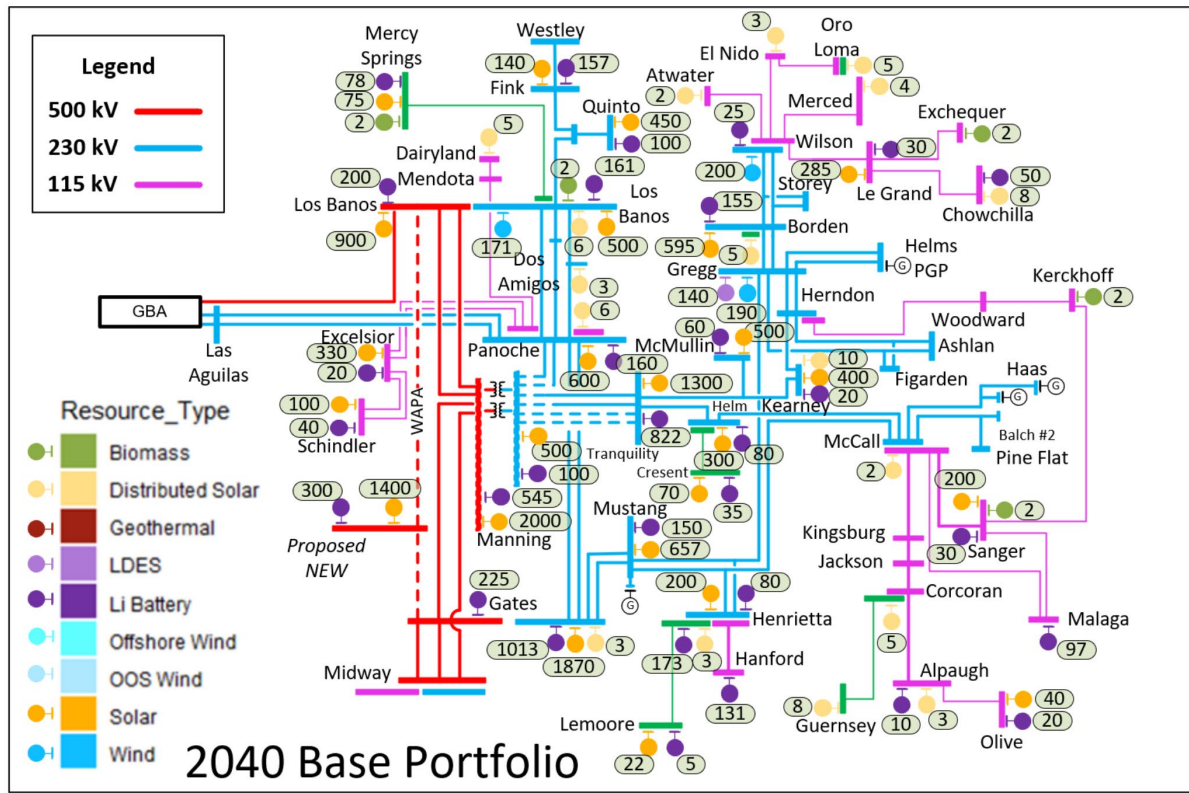 Legend
500 kV
230 kV
115 kV
Mercy
Springs
78
75
2
Westley
140
157
Fink
Quinto
450
100
5
Dairyland
Mendota
200
Los Banos
900
2
161
Los
Banos
171
6
500
Dos
Amigos
3
6
GBA
Las
Aguilas
Excelsior
330
20
100
40
Schindler
WAPA
Panoche
600
160
3
El Nido
Oro
Loma
5
Atwater
2
Merced
4
Exchequer
2
25
Wilson
30
200
285
Le Grand
50
8
Chowchilla
Storey
155
Borden
595
5
Gregg
Helms
PGP
G
140
190
Herndon
Kerckhoff
2
Woodward
60
500
McMullin
Ashlan
10
400
20
Figarden
Kearney
1300
822
Tranquility
Helm
300
80
Cresent
70
35
Haas
G
G
McCall
Balch #2
Pine Flat
2
200
2
30
Sanger
Kingsburg
Jackson
Corcoran
Malaga
97
5
Alpaugh
8
Guernsey
10
3
40
20
Olive
500
100
545
2000
Manning
300
1400
Proposed
NEW
Mustang
150
657
G
225
Gates
1013
1870
3
200
80
Henrietta
173
3
Hanford
131
Midway
Lemoore
22
5
Resource_Type
Biomass
Distributed Solar
Geothermal
LDES
Li Battery
Offshore Wind
OOS Wind
Solar
Wind
2040 Base Portfolio